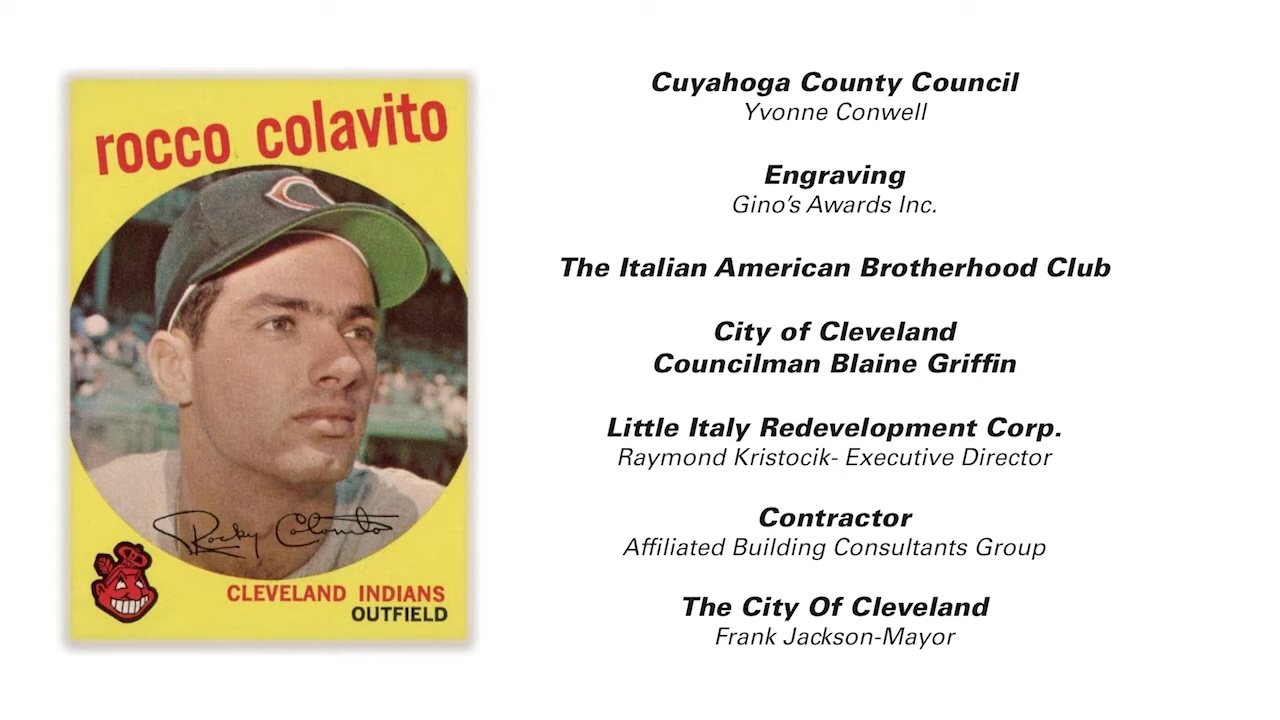 rocco colavito
Rocky Colavito
CLEVELAND INDIANS
OUTFIELD
Cuyahoga County Council
Yvonne Conwell
Engraving
Gino's Awards Inc.
The Italian American Brotherhood Club
City of Cleveland
Councilman Blaine Griffin
Little Italy Redevelopment Corp.
Raymond Kristocik- Executive Director
Contractor
Affiliated Building Consultants Group
The City Of Cleveland
Frank Jackson-Mayor